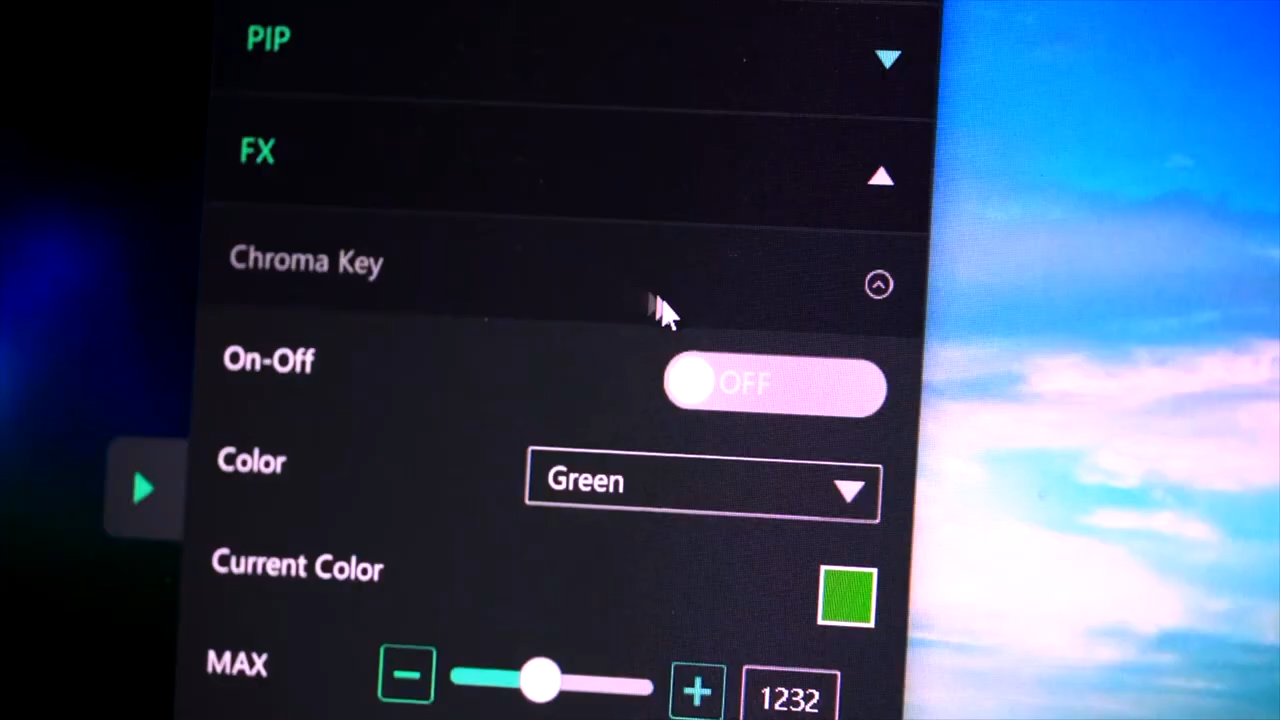 PIP
FX
Chroma Key
On-Off
OFF
Color
Green
Current Color
MAX
1232